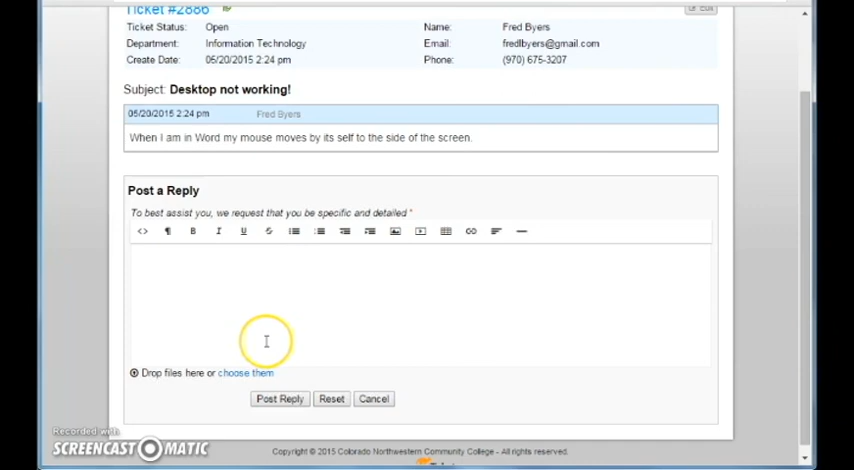 Ticket #2886
Edit
Ticket Status: Open Name: Fred Byers
Department: Information Technology Email: fredlbyers@gmail.com
Create Date: 05/20/2015 2:24 pm Phone: (970) 675-3207
Subject: Desktop not working!
05/20/2015 2:24 pm Fred Byers
When I am in Word my mouse moves by its self to the side of the screen.
Post a Reply
To best assist you, we request that you be specific and detailed *
<> ¶ B I U S
Drop files here or choose them
Post Reply Reset Cancel
Recorded with
SCREENCAST-O-MATIC
Copyright © 2015 Colorado Northwestern Community College - All rights reserved.